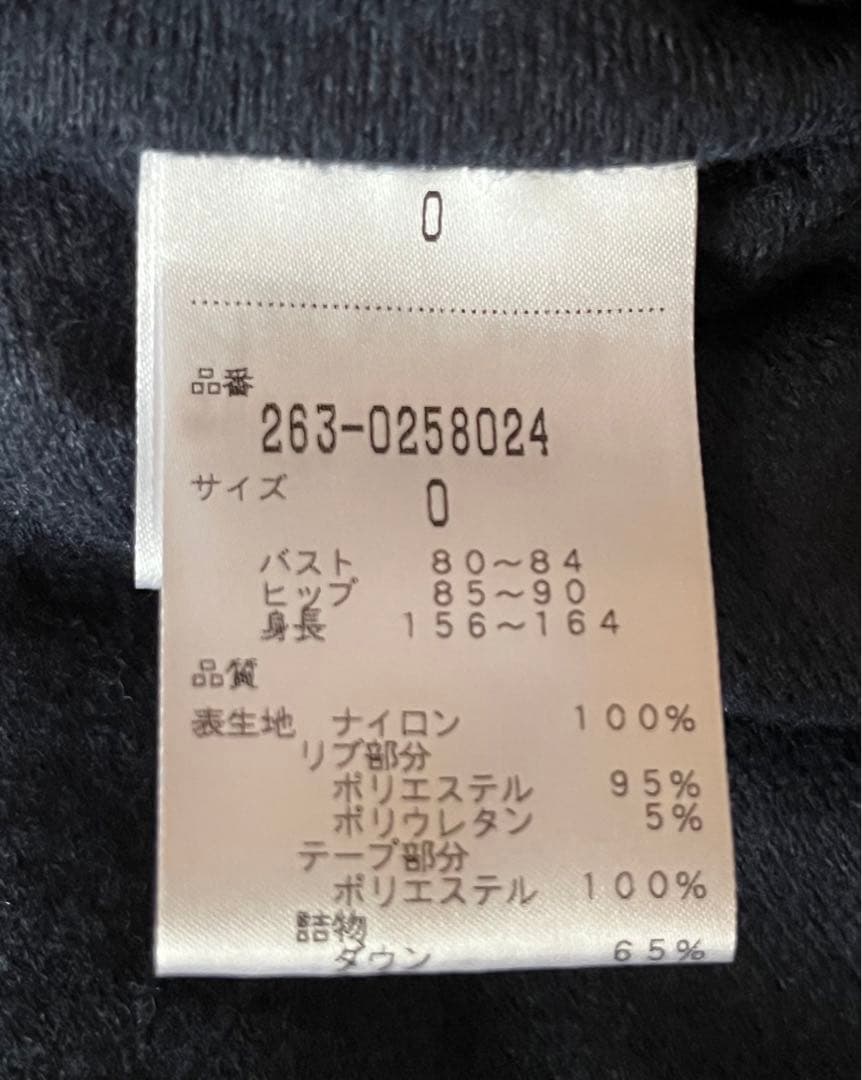 0
品番
263-0258024
サイズ 0
バスト 80～84
ヒップ 85～90
身長 156～164
品質
表生地 ナイロン 100%
リブ部分
ポリエステル 95%
ポリウレタン 5%
テープ部分
ポリエステル 100%
詰物
ダウン 65%